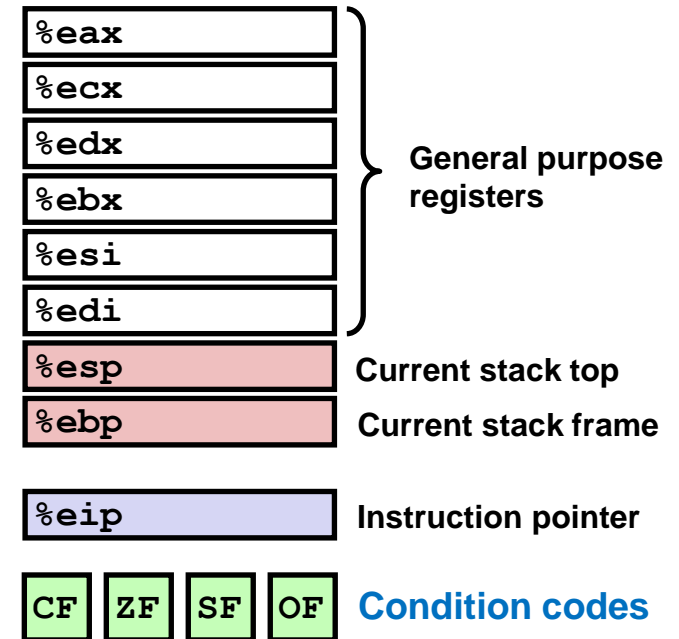 %eax
%ecx
%edx
%ebx
%esi
%edi
General purpose
registers
%esp Current stack top
%ebp Current stack frame
%eip Instruction pointer
CF ZF SF OF Condition codes